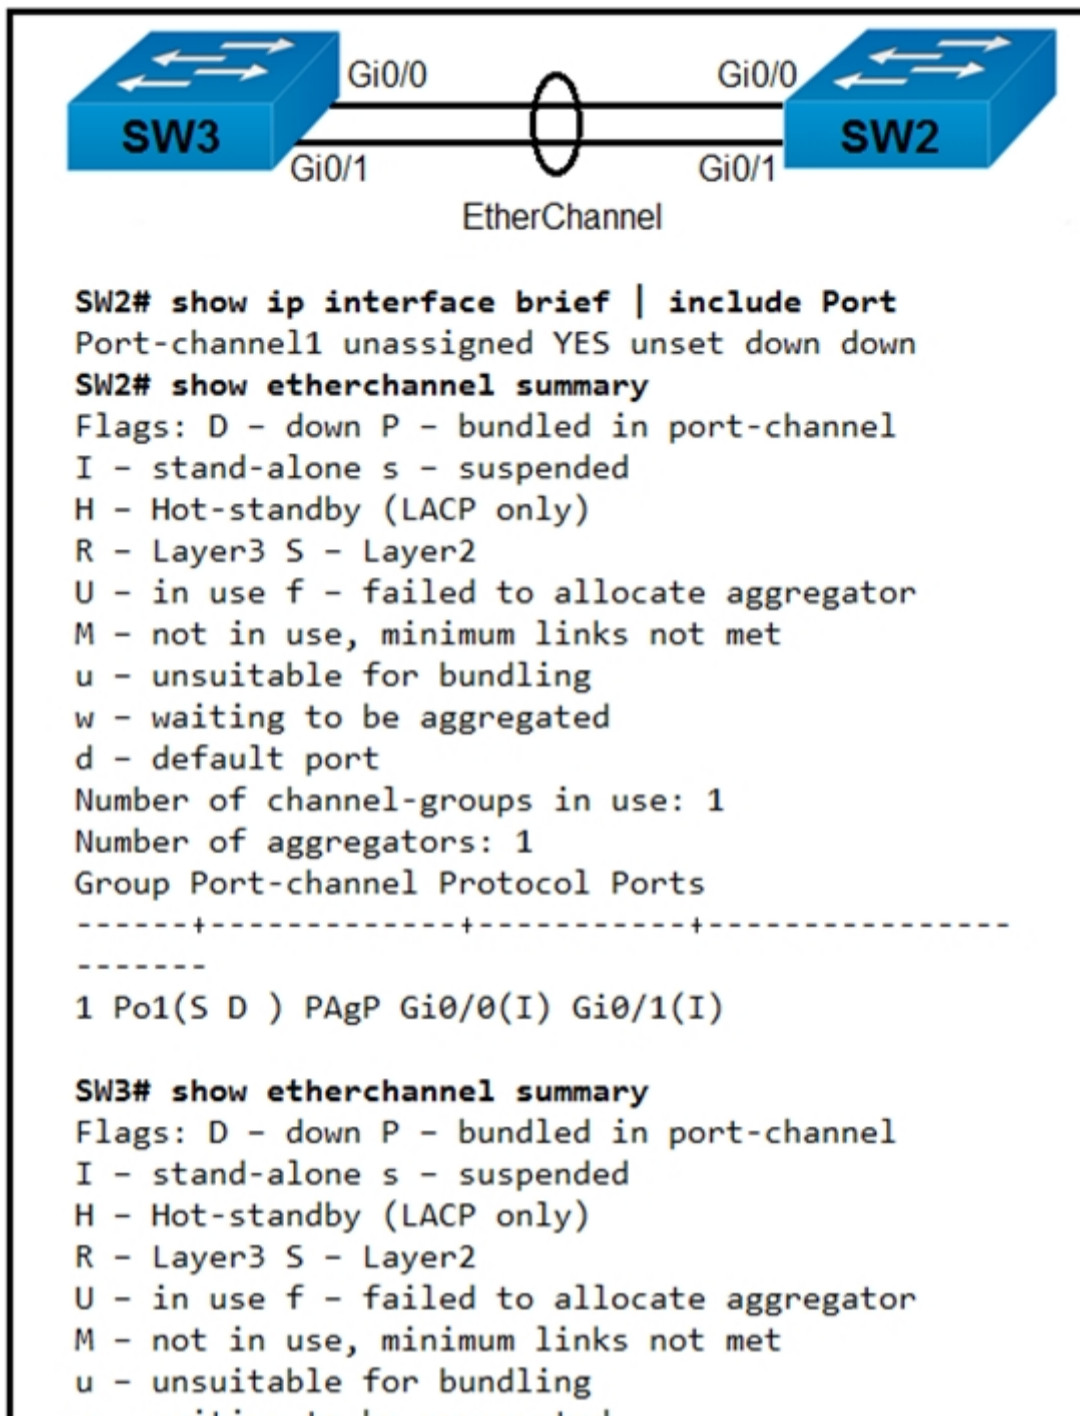 Gi0/0 Gi0/0
SW3 SW2
Gi0/1 Gi0/1
EtherChannel
SW2# show ip interface brief | include Port
Port-channel1 unassigned YES unset down down
SW2# show etherchannel summary
Flags: D – down P – bundled in port-channel
I – stand-alone s – suspended
H – Hot-standby (LACP only)
R – Layer3 S – Layer2
U – in use f – failed to allocate aggregator
M – not in use, minimum links not met
u – unsuitable for bundling
w – waiting to be aggregated
d – default port
Number of channel-groups in use: 1
Number of aggregators: 1
Group Port-channel Protocol Ports
------+-------------+-----------+----------------
-------
1 Po1(S D ) PAgP Gi0/0(I) Gi0/1(I)
SW3# show etherchannel summary
Flags: D – down P – bundled in port-channel
I – stand-alone s – suspended
H – Hot-standby (LACP only)
R – Layer3 S – Layer2
U – in use f – failed to allocate aggregator
M – not in use, minimum links not met
u – unsuitable for bundling